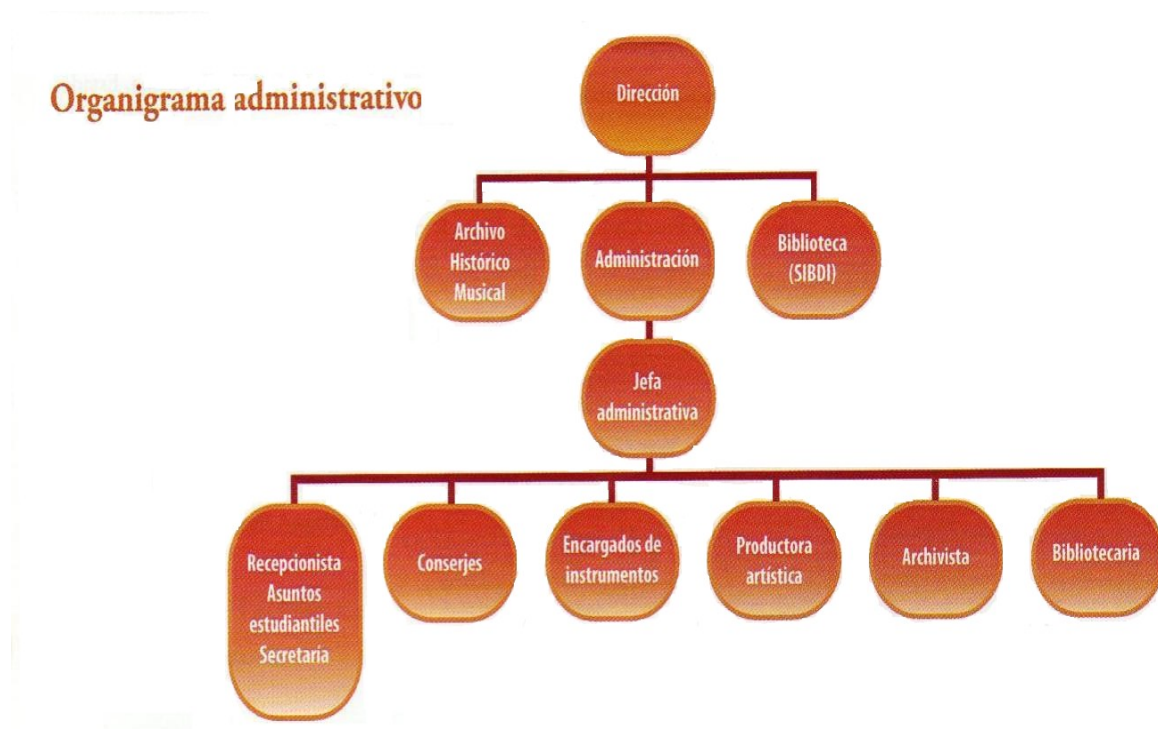 Organigrama administrativo
Dirección
Archivo
Histórico
Musical
Administración
Biblioteca
(SIBDI)
Jefa
administrativa
Recepcionista
Asuntos
estudiantiles
Secretaría
Conserjes
Encargados de
instrumentos
Productora
artística
Archivista
Bibliotecaria